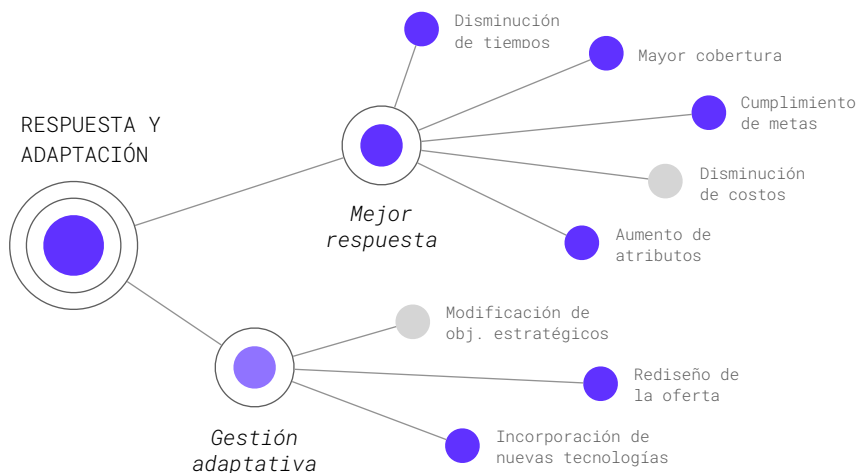 RESPUESTA Y
ADAPTACIÓN
Disminución
de tiempos
Mayor cobertura
Cumplimiento
de metas
Disminución
de costos
Aumento de
atributos
Mejor
respuesta
Modificación de
obj. estratégicos
Rediseño de
la oferta
Incorporación de
nuevas tecnologías
Gestión
adaptativa